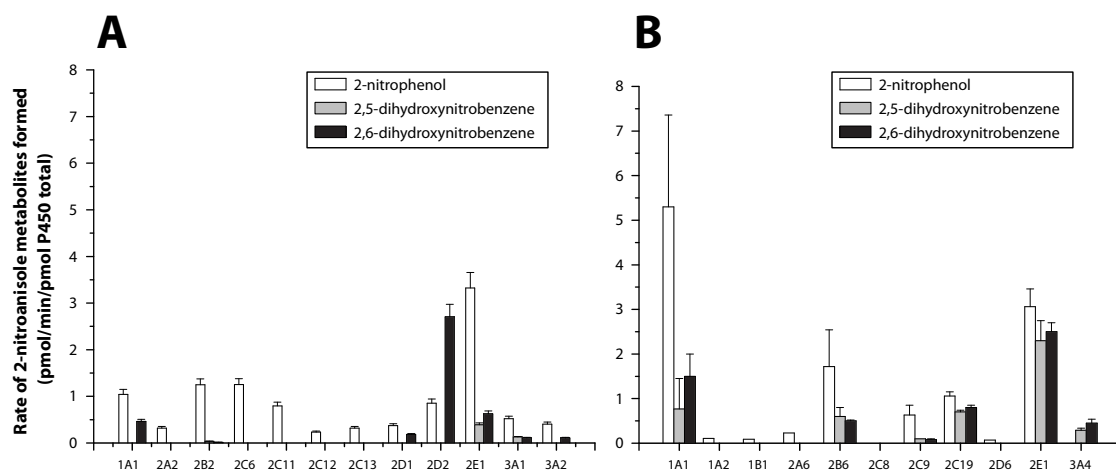 A
B
Rate of 2-nitroanisole metabolites formed
(pmol/min/pmol P450 total)
8
7
6
5
4
3
2
1
0
2-nitrophenol
2,5-dihydroxynitrobenzene
2,6-dihydroxynitrobenzene
1A1 2A2 2B2 2C6 2C11 2C12 2C13 2D1 2D2 2E1 3A1 3A2
8
7
6
5
4
3
2
1
0
2-nitrophenol
2,5-dihydroxynitrobenzene
2,6-dihydroxynitrobenzene
1A1 1A2 1B1 2A6 2B6 2C8 2C9 2C19 2D6 2E1 3A4